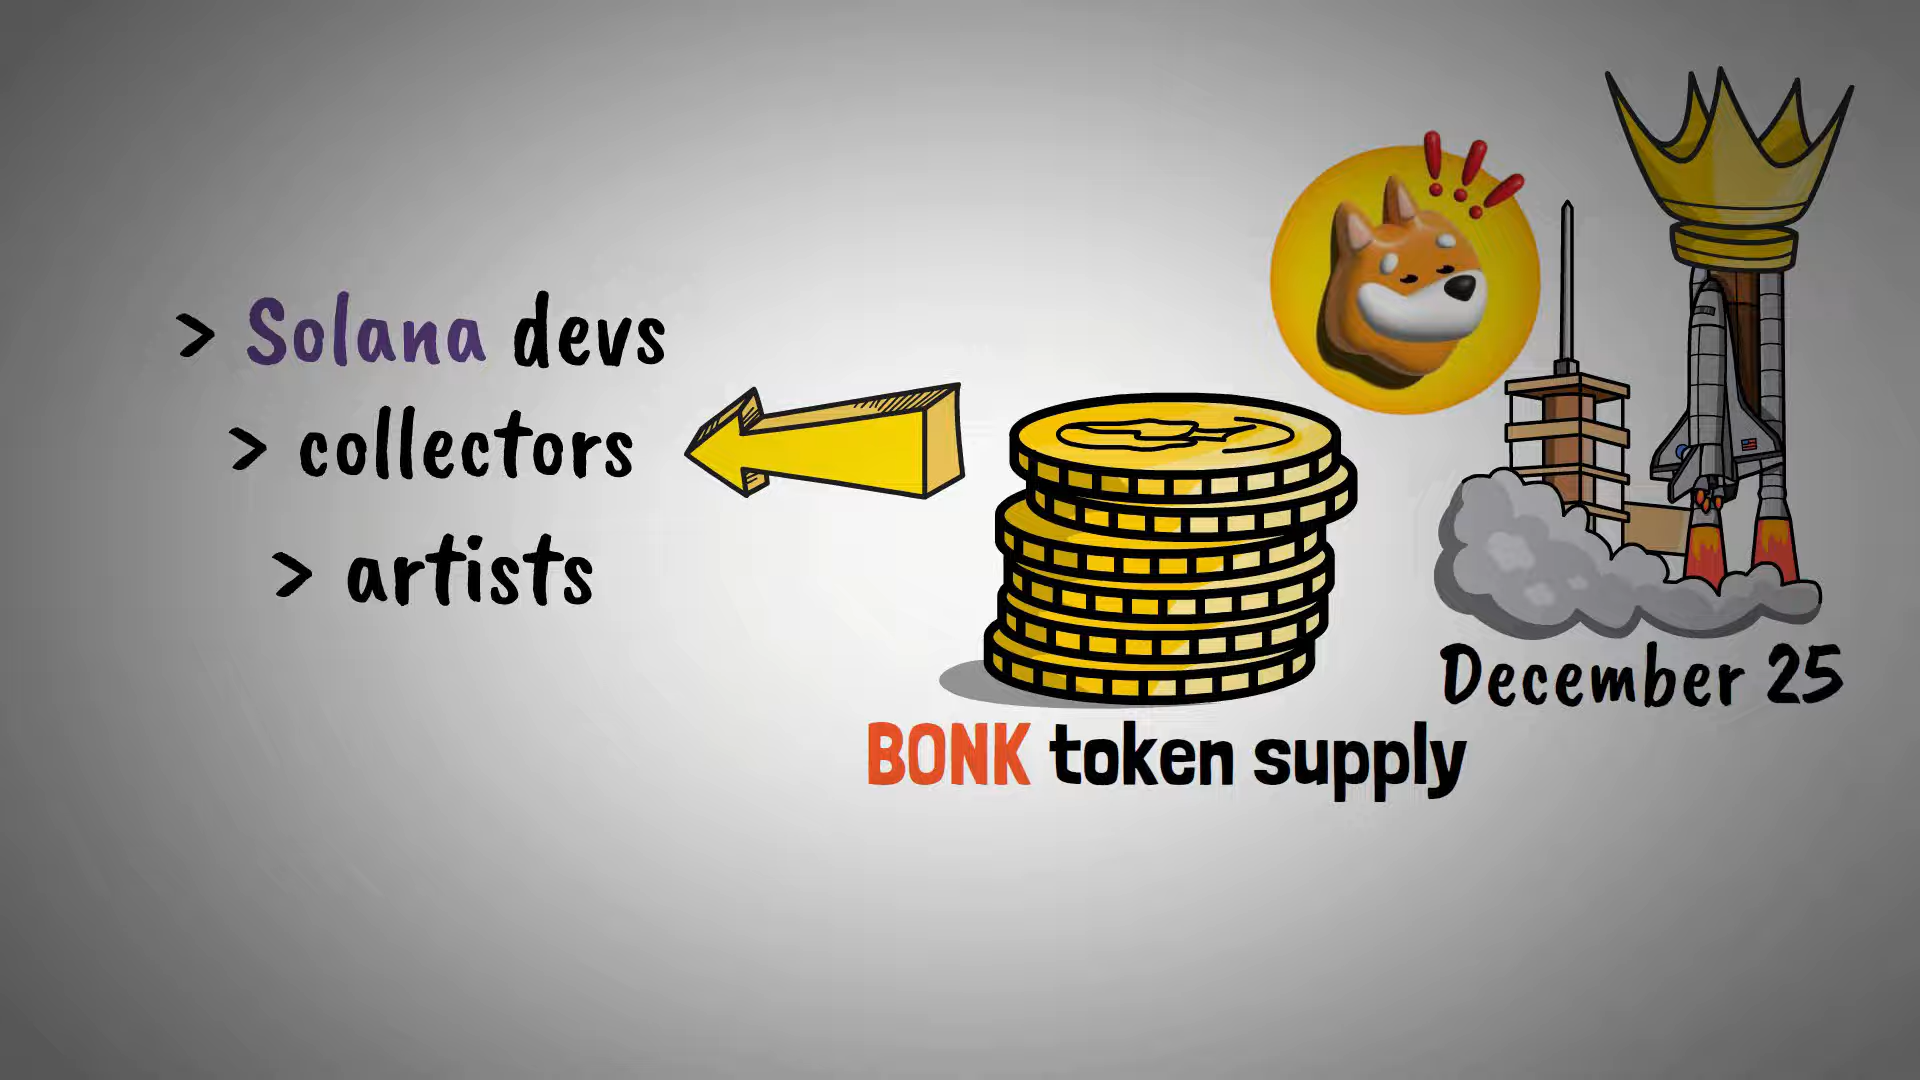 > Solana devs
> collectors
> artists
December 25
BONK token supply